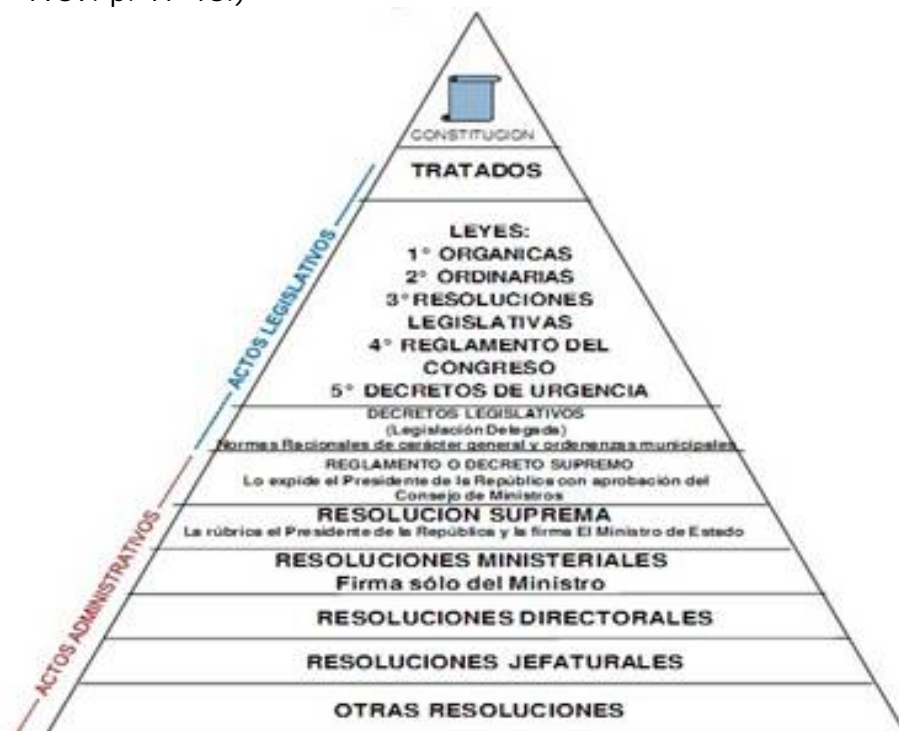 CONSTITUCIÓN
TRATADOS
LEYES:
1° ORGANICAS
2° ORDINARIAS
3° RESOLUCIONES
LEGISLATIVAS
4° REGLAMENTO DEL
CONGRESO
5° DECRETOS DE URGENCIA
DECRETOS LEGISLATIVOS
(Legislación Delegada)
Normas Racionales de carácter general y ordenanzas municipales
REGLAMENTO O DECRETO SUPREMO
Lo expide el Presidente de la República con aprobación del
Consejo de Ministros
RESOLUCION SUPREMA
La rúbrica el Presidente de la República y la firma El Ministro de Estado
RESOLUCIONES MINISTERIALES
Firma sólo del Ministro
RESOLUCIONES DIRECTORALES
RESOLUCIONES JEFATURALES
OTRAS RESOLUCIONES
ACTOS LEGISLATIVOS
ACTOS ADMINISTRATIVOS